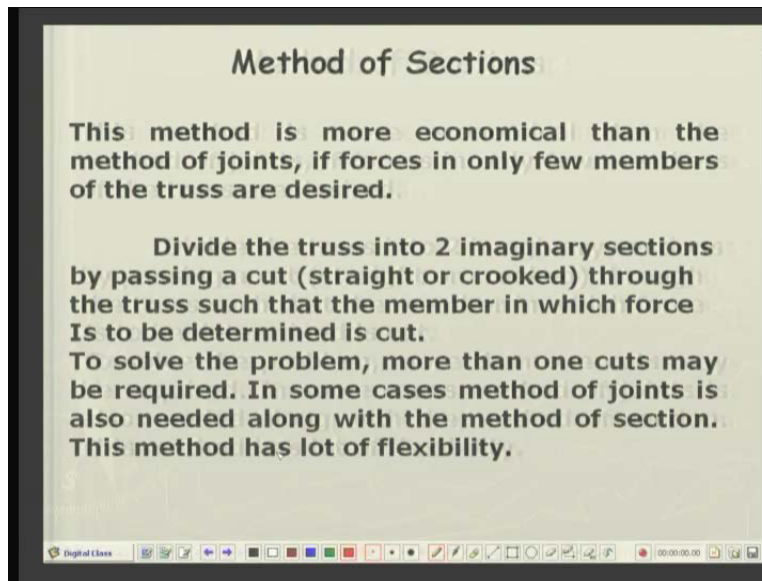 Method of Sections
This method is more economical than the
method of joints, if forces in only few members
of the truss are desired.
Divide the truss into 2 imaginary sections
by passing a cut (straight or crooked) through
the truss such that the member in which force
Is to be determined is cut.
To solve the problem, more than one cuts may
be required. In some cases method of joints is
also needed along with the method of section.
This method has lot of flexibility.
Digital Class 00:00:00.00